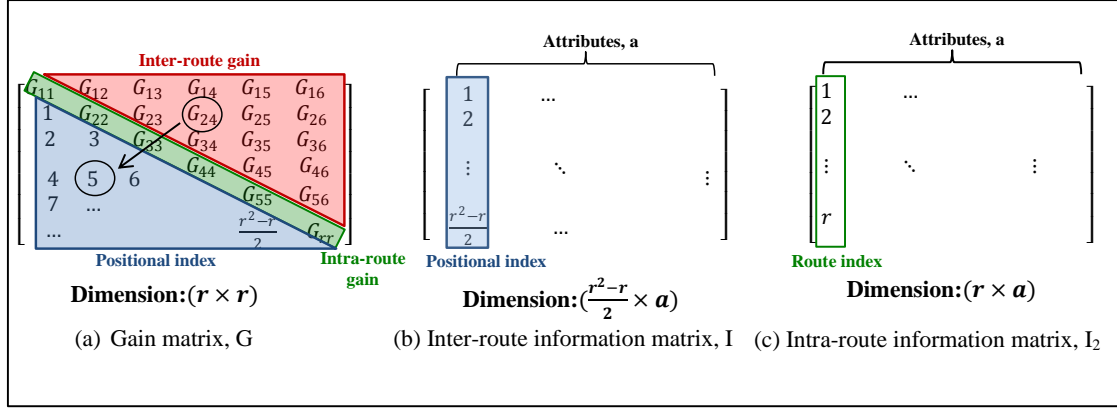 Attributes, a
Attributes, a
Inter-route gain
G₁₁ G₁₂ G₁₃ G₁₄ G₁₅ G₁₆
1 G₂₂ G₂₃ G₂₄ G₂₅ G₂₆
2 3 G₃₃ G₃₄ G₃₅ G₃₆
4 5 6 G₄₄ G₄₅ G₄₆
7 ... G₅₅ G₅₆
... (r²−r)/2 Gᵣᵣ
Positional index
Intra-route
gain
Dimension:(r × r)
(a) Gain matrix, G
1 ...
2
⋮ ⋱ ⋮
(r²−r)/2 ...
Positional index
Dimension:((r²−r)/2 × a)
(b) Inter-route information matrix, I
1 ...
2
⋮ ⋱ ⋮
r
Route index
Dimension:(r × a)
(c) Intra-route information matrix, I₂